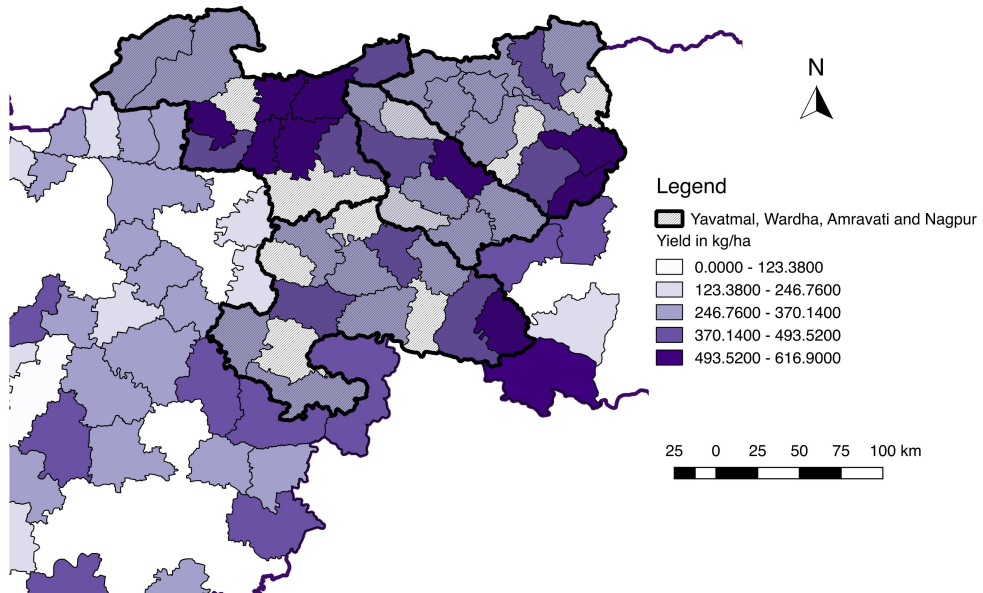 N
Legend
Yavatmal, Wardha, Amravati and Nagpur
Yield in kg/ha
0.0000 - 123.3800
123.3800 - 246.7600
246.7600 - 370.1400
370.1400 - 493.5200
493.5200 - 616.9000
25 0 25 50 75 100 km